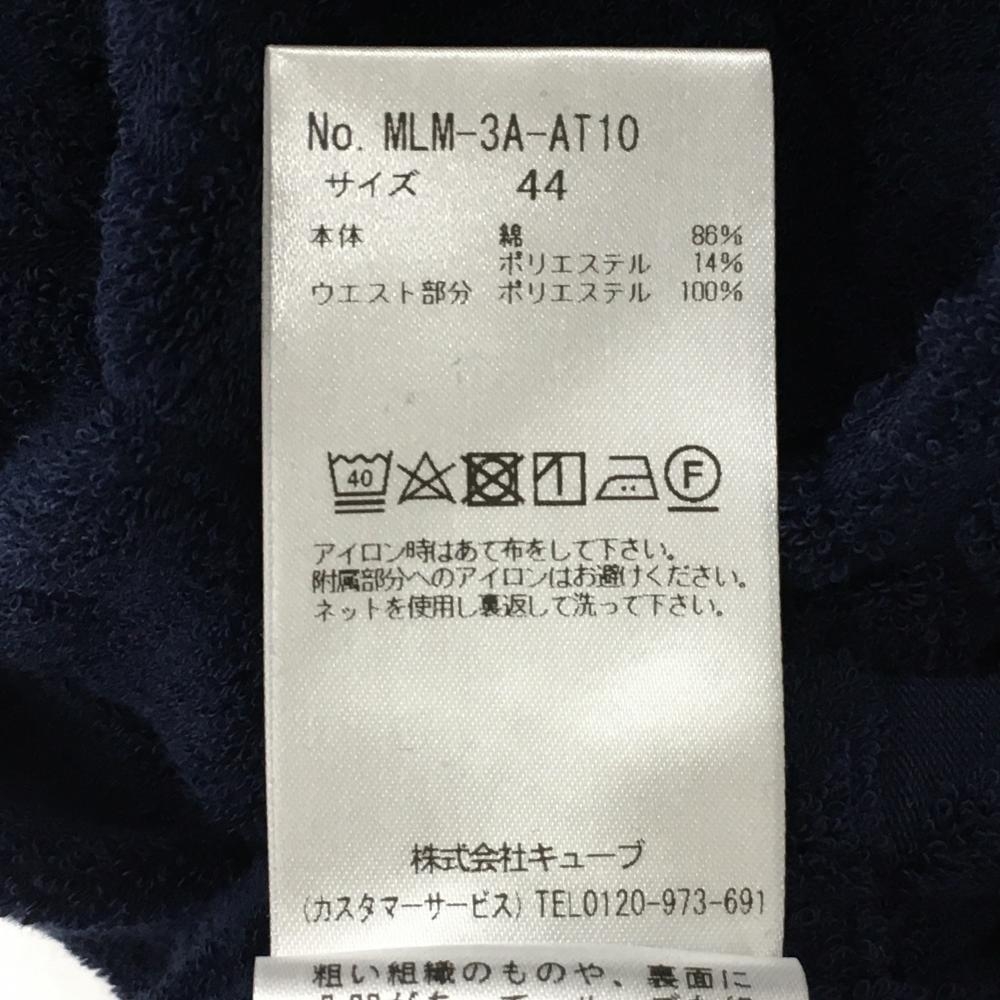 No. MLM-3A-AT10
サイズ 44
本体 綿 86%
ポリエステル 14%
ウエスト部分 ポリエステル 100%
40
F
アイロン時はあて布をして下さい。
附属部分へのアイロンはお避けください。
ネットを使用し裏返して洗って下さい。
株式会社キューブ
(カスタマーサービス) TEL0120-973-691
粗い組織のものや、裏面に